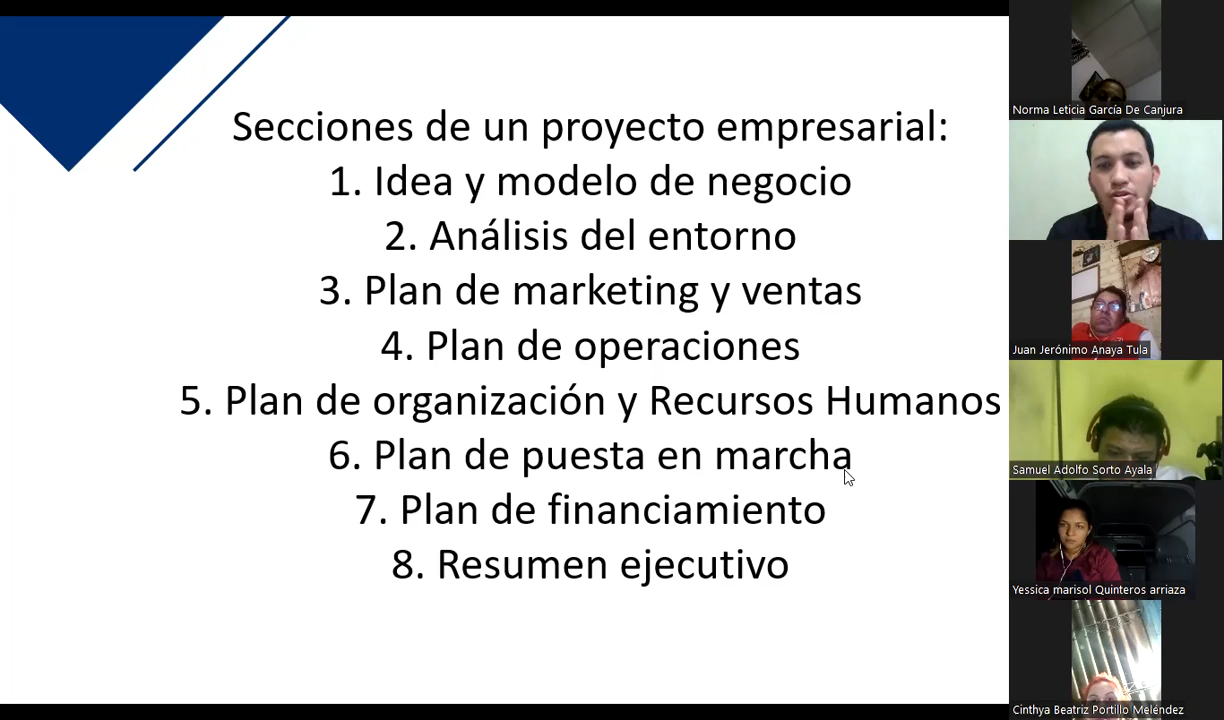 Secciones de un proyecto empresarial:
1. Idea y modelo de negocio
2. Análisis del entorno
3. Plan de marketing y ventas
4. Plan de operaciones
5. Plan de organización y Recursos Humanos
6. Plan de puesta en marcha
7. Plan de financiamiento
8. Resumen ejecutivo
Norma Leticia García De Canjura
Juan Jerónimo Anaya Tula
Samuel Adolfo Sorto Ayala
Yessica marisol Quinteros arriaza
Cinthya Beatriz Portillo Meléndez